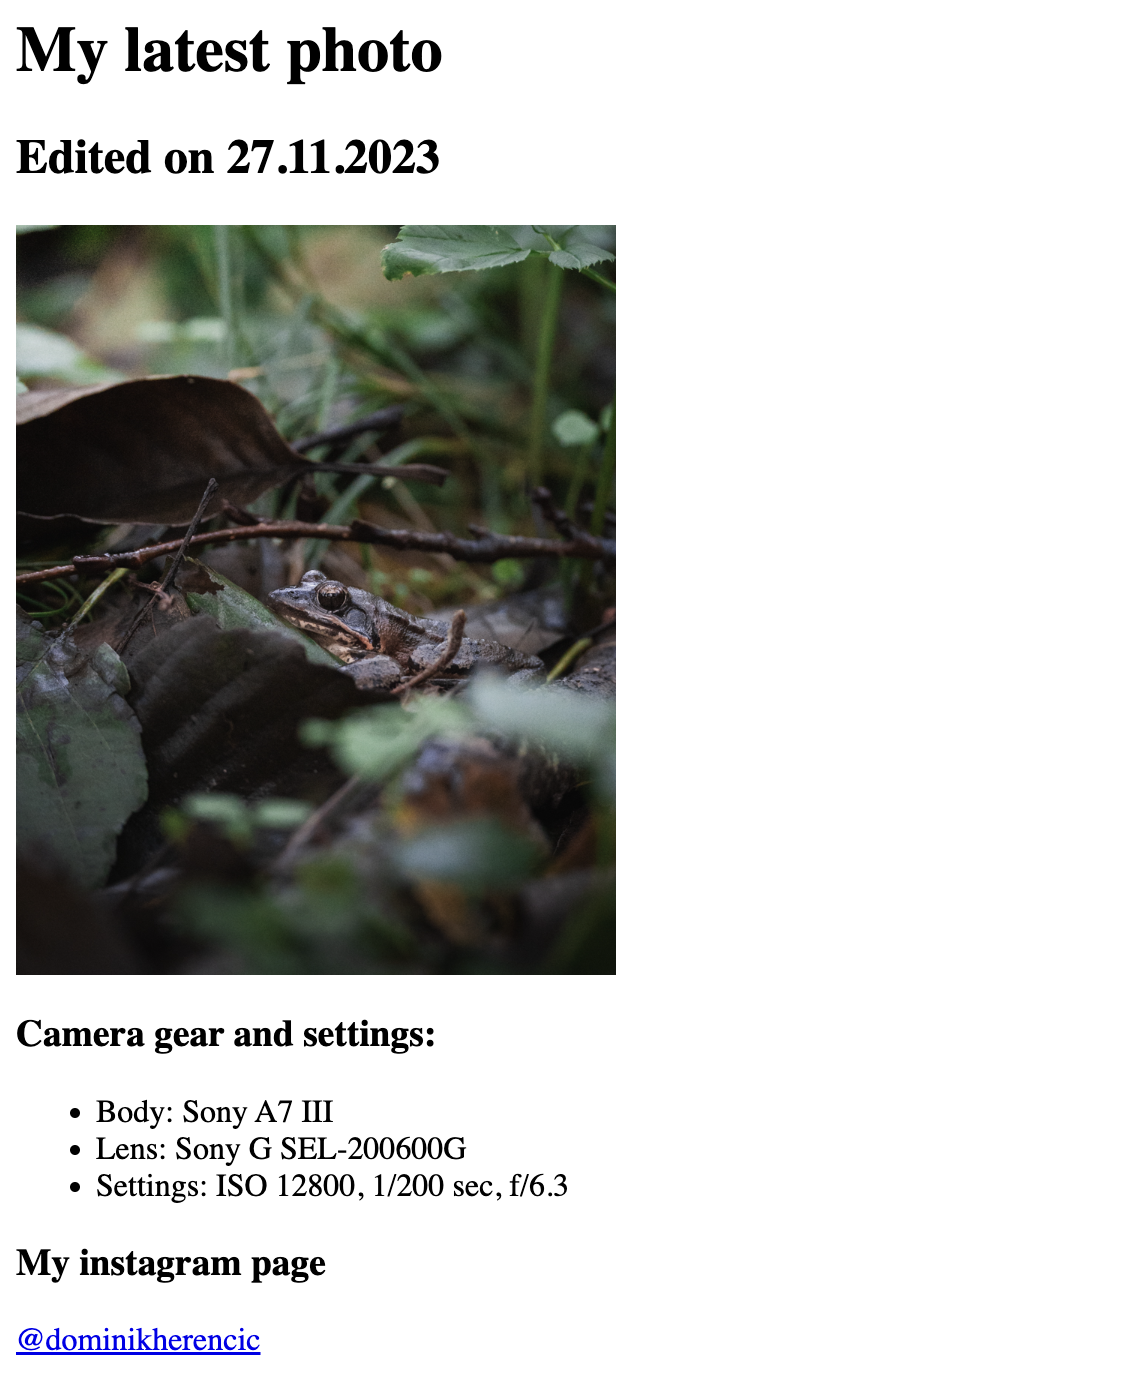 My latest photo
Edited on 27.11.2023
Camera gear and settings:
Body: Sony A7 III
Lens: Sony G SEL-200600G
Settings: ISO 12800, 1/200 sec, f/6.3
My instagram page
@dominikherencic